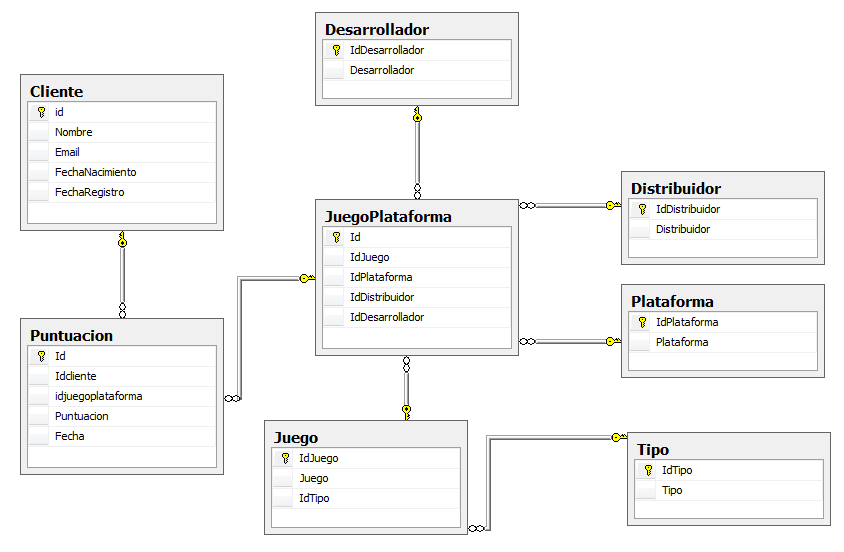 Desarrollador
IdDesarrollador
Desarrollador
Cliente
id
Nombre
Email
FechaNacimiento
FechaRegistro
Distribuidor
IdDistribuidor
Distribuidor
JuegoPlataforma
Id
IdJuego
IdPlataforma
IdDistribuidor
IdDesarrollador
Plataforma
IdPlataforma
Plataforma
Puntuacion
Id
Idcliente
idjuegoplataforma
Puntuacion
Fecha
Juego
IdJuego
Juego
IdTipo
Tipo
IdTipo
Tipo